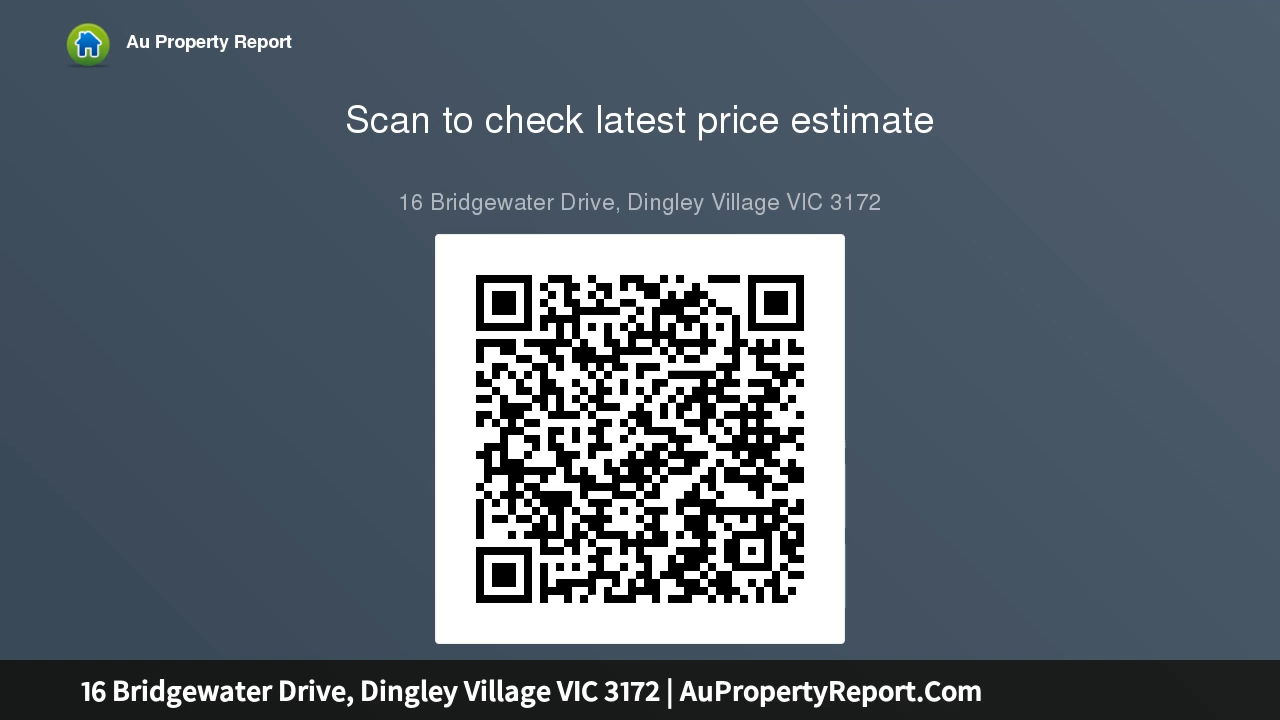 Au Property Report
Scan to check latest price estimate
16 Bridgewater Drive, Dingley Village VIC 3172
16 Bridgewater Drive, Dingley Village VIC 3172 | AuPropertyReport.Com